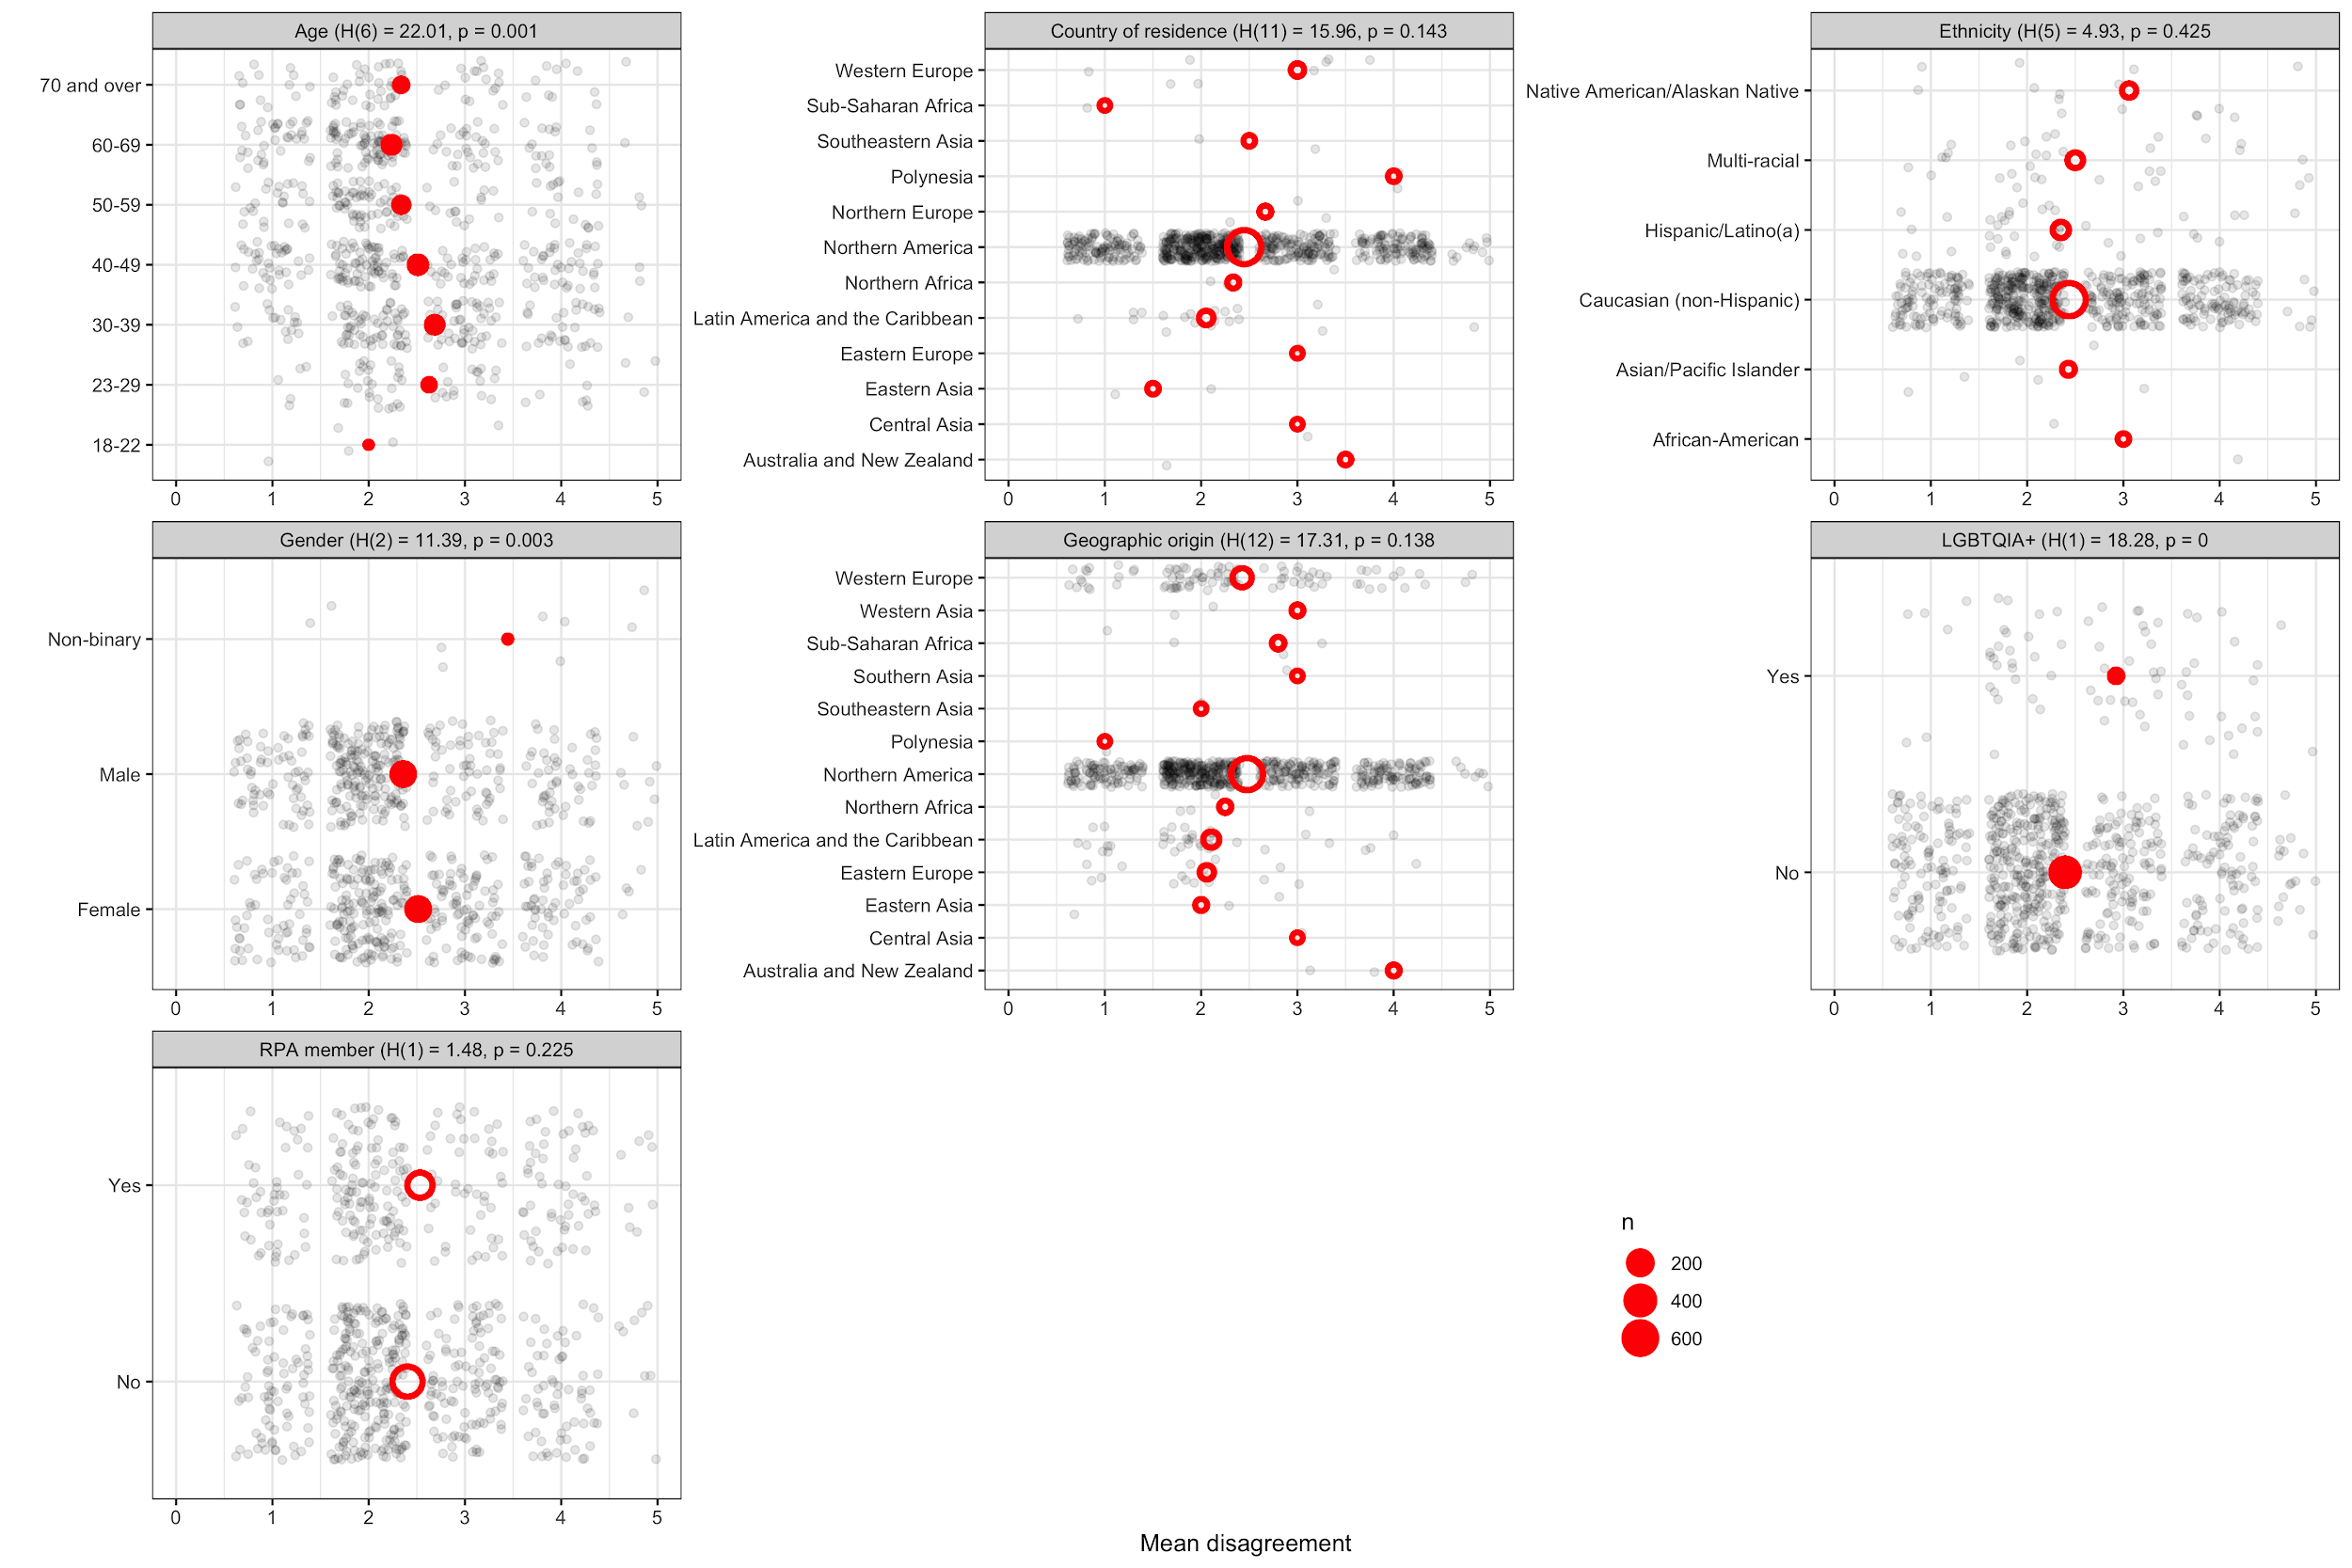 Age (H(6) = 22.01, p = 0.001
70 and over
60-69
50-59
40-49
30-39
23-29
18-22
0 1 2 3 4 5
Country of residence (H(11) = 15.96, p = 0.143
Western Europe
Sub-Saharan Africa
Southeastern Asia
Polynesia
Northern Europe
Northern America
Northern Africa
Latin America and the Caribbean
Eastern Europe
Eastern Asia
Central Asia
Australia and New Zealand
0 1 2 3 4 5
Ethnicity (H(5) = 4.93, p = 0.425
Native American/Alaskan Native
Multi-racial
Hispanic/Latino(a)
Caucasian (non-Hispanic)
Asian/Pacific Islander
African-American
0 1 2 3 4 5
Gender (H(2) = 11.39, p = 0.003
Non-binary
Male
Female
0 1 2 3 4 5
Geographic origin (H(12) = 17.31, p = 0.138
Western Europe
Western Asia
Sub-Saharan Africa
Southern Asia
Southeastern Asia
Polynesia
Northern America
Northern Africa
Latin America and the Caribbean
Eastern Europe
Eastern Asia
Central Asia
Australia and New Zealand
0 1 2 3 4 5
LGBTQIA+ (H(1) = 18.28, p = 0
Yes
No
0 1 2 3 4 5
RPA member (H(1) = 1.48, p = 0.225
Yes
No
0 1 2 3 4 5
n
200
400
600
Mean disagreement